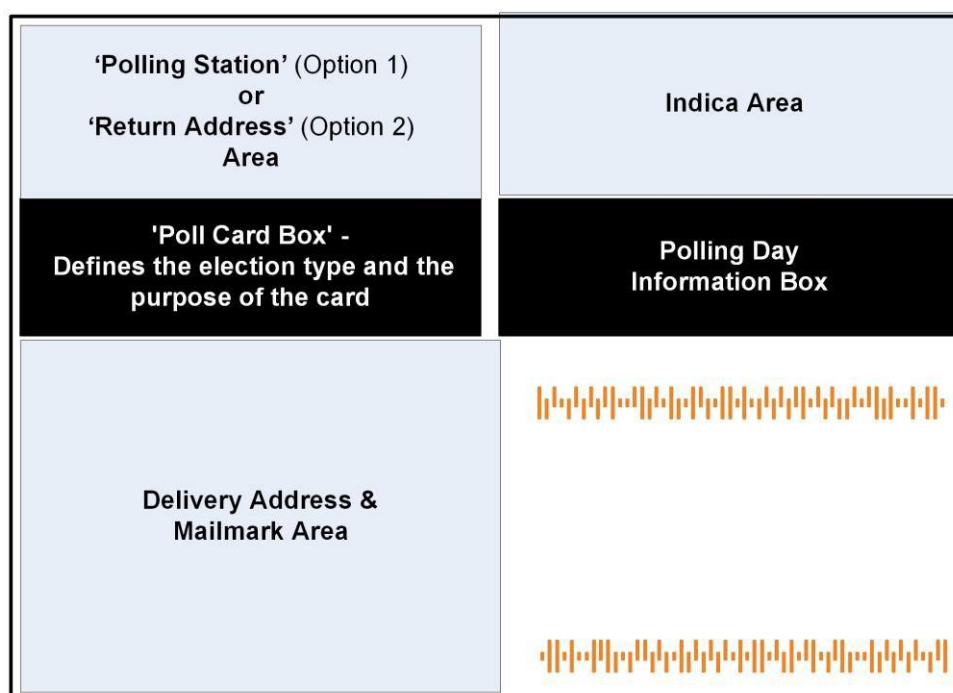 ‘Polling Station’ (Option 1)
or
‘Return Address’ (Option 2)
Area
Indica Area
'Poll Card Box' -
Defines the election type and the
purpose of the card
Polling Day
Information Box
Delivery Address &
Mailmark Area